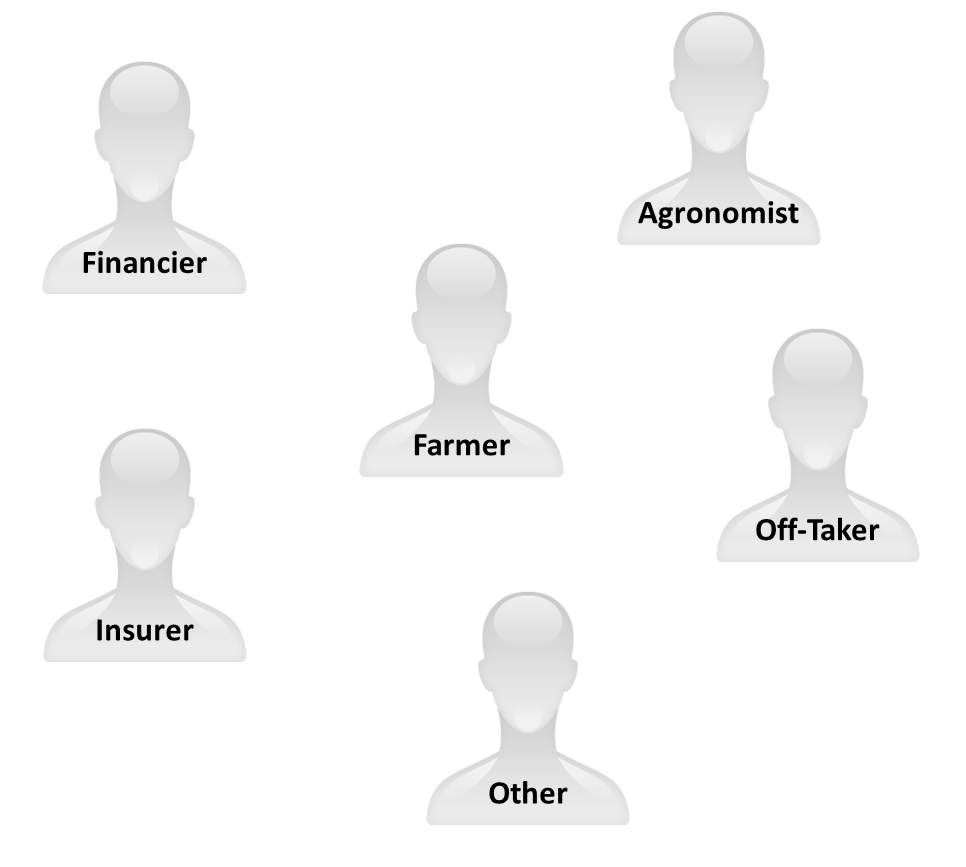 Agronomist
Financier
Farmer
Off-Taker
Insurer
Other